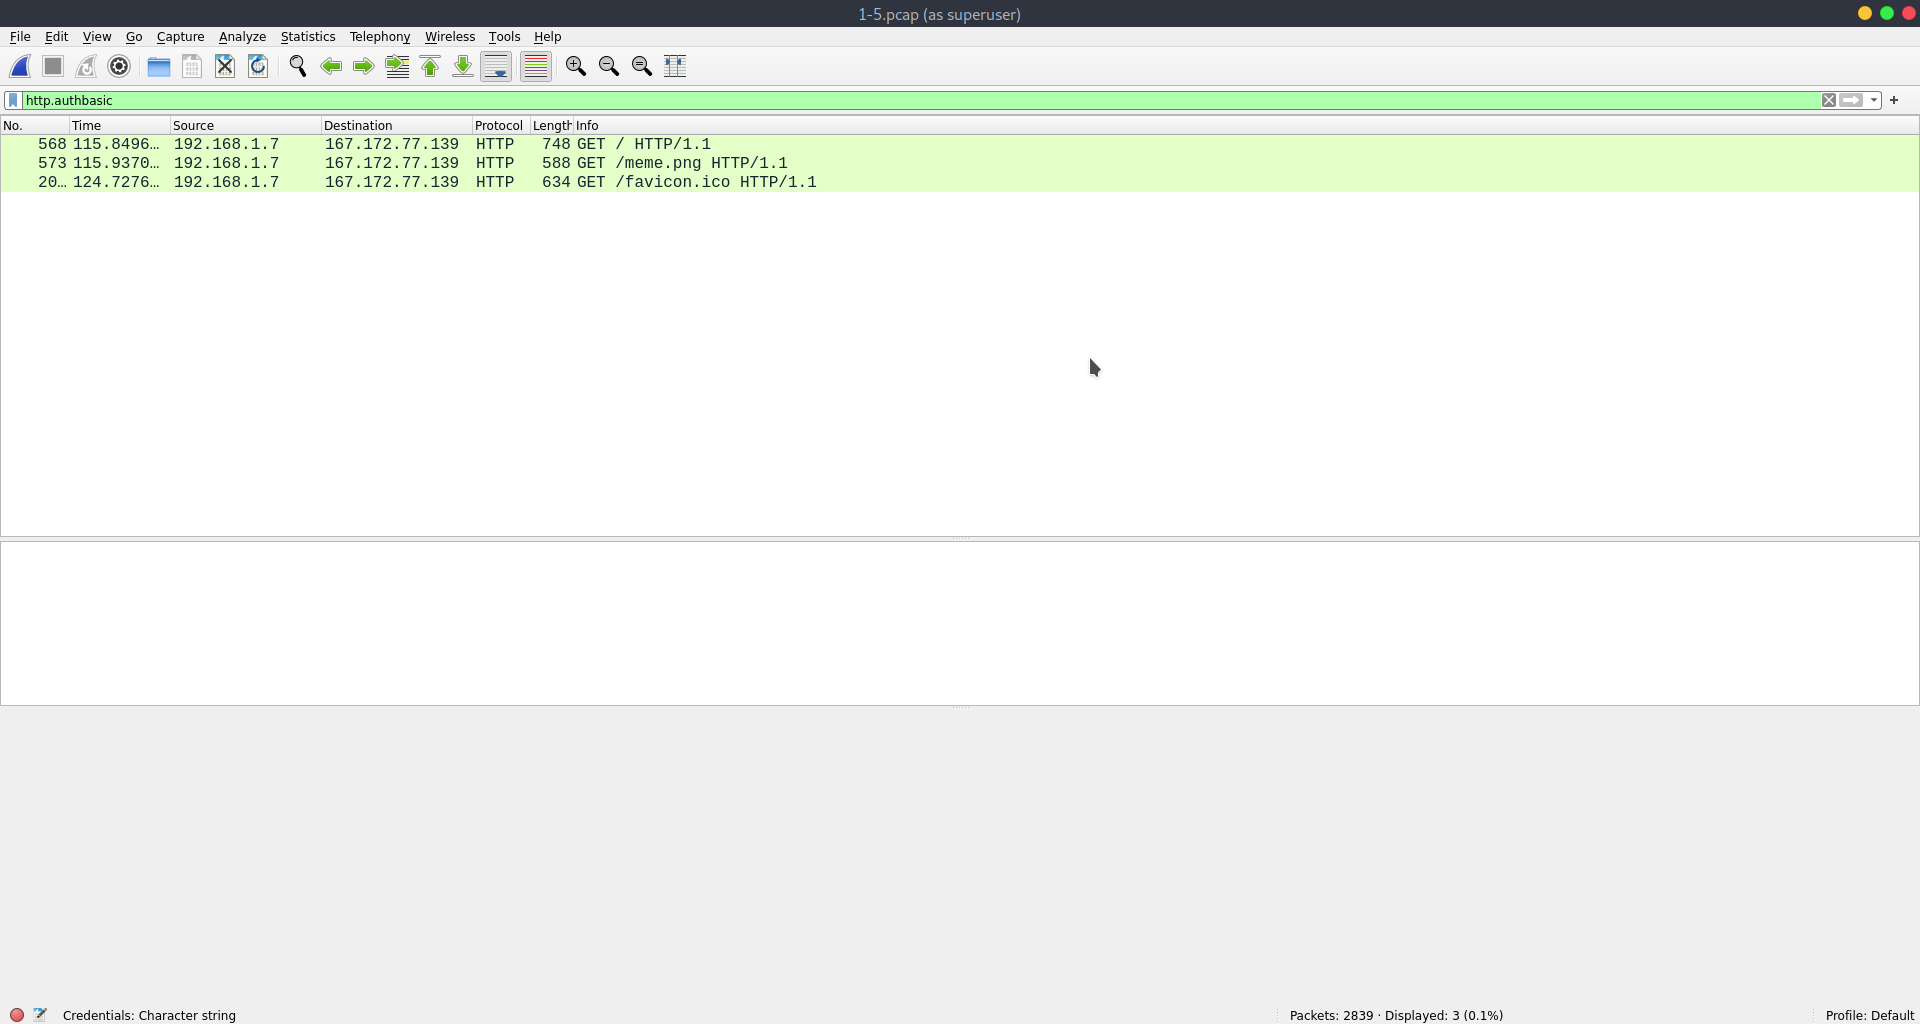 1-5.pcap (as superuser)
File Edit View Go Capture Analyze Statistics Telephony Wireless Tools Help
http.authbasic
No. Time Source Destination Protocol Length Info
568 115.8496… 192.168.1.7 167.172.77.139 HTTP 748 GET / HTTP/1.1
573 115.9370… 192.168.1.7 167.172.77.139 HTTP 588 GET /meme.png HTTP/1.1
20… 124.7276… 192.168.1.7 167.172.77.139 HTTP 634 GET /favicon.ico HTTP/1.1
Credentials: Character string Packets: 2839 · Displayed: 3 (0.1%) Profile: Default